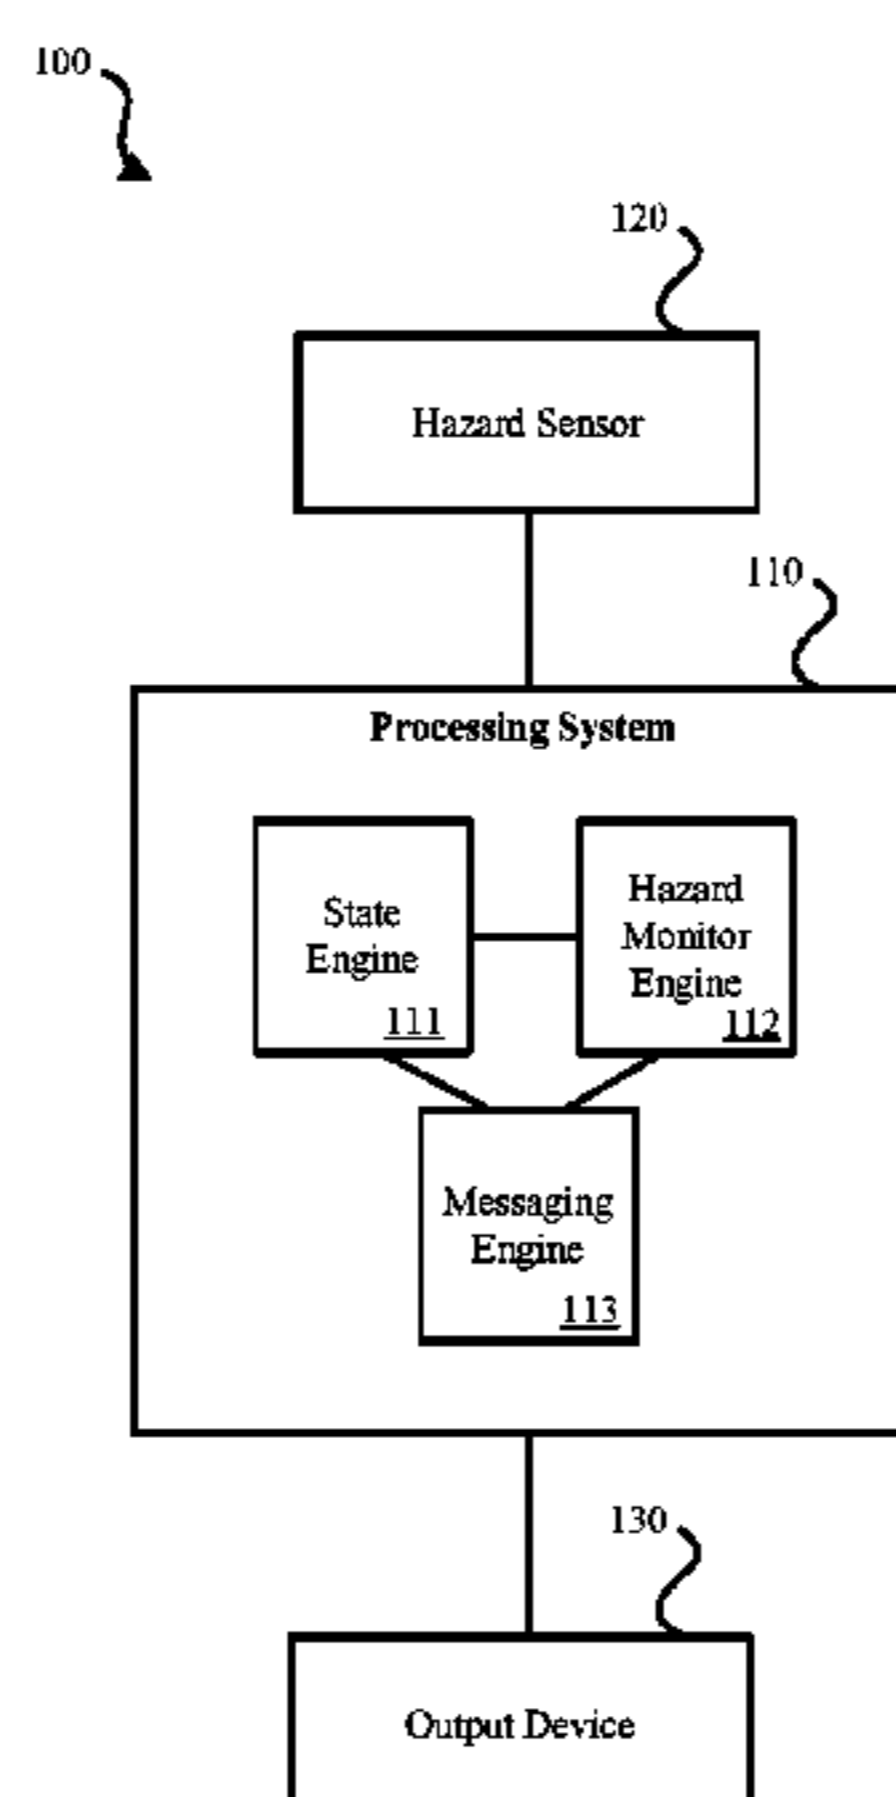 100
120
Hazard Sensor
110
Processing System
State
Engine
111
Hazard
Monitor
Engine
112
Messaging
Engine
113
130
Output Device